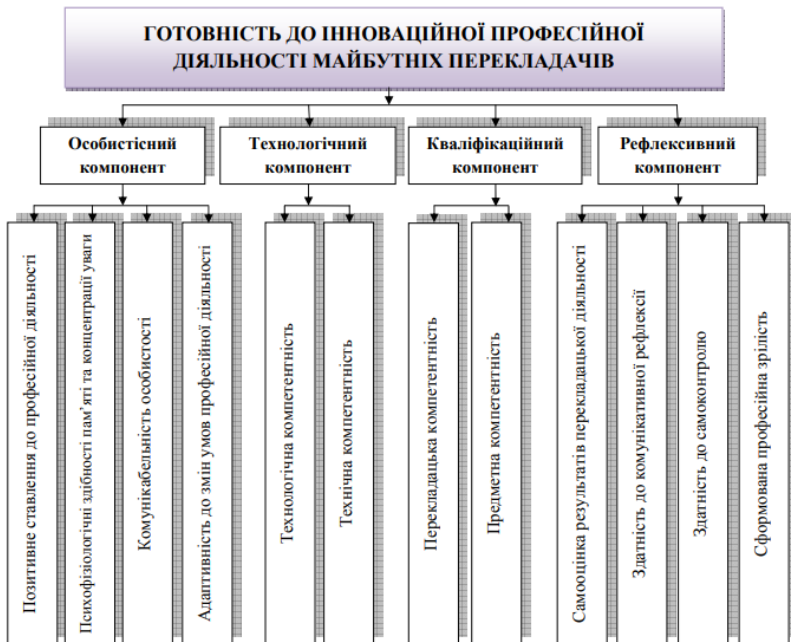 ГОТОВНІСТЬ ДО ІННОВАЦІЙНОЇ ПРОФЕСІЙНОЇ
ДІЯЛЬНОСТІ МАЙБУТНІХ ПЕРЕКЛАДАЧІВ
Особистісний
компонент
Технологічний
компонент
Кваліфікаційний
компонент
Рефлексивний
компонент
Позитивне ставлення до професійної діяльності
Психофізіологічні здібності пам’яті та концентрації уваги
Комунікабельність особистості
Адаптивність до змін умов професійної діяльності
Технологічна компетентність
Технічна компетентність
Перекладацька компетентність
Предметна компетентність
Самооцінка результатів перекладацької діяльності
Здатність до комунікативної рефлексії
Здатність до самоконтролю
Сформована професійна зрілість